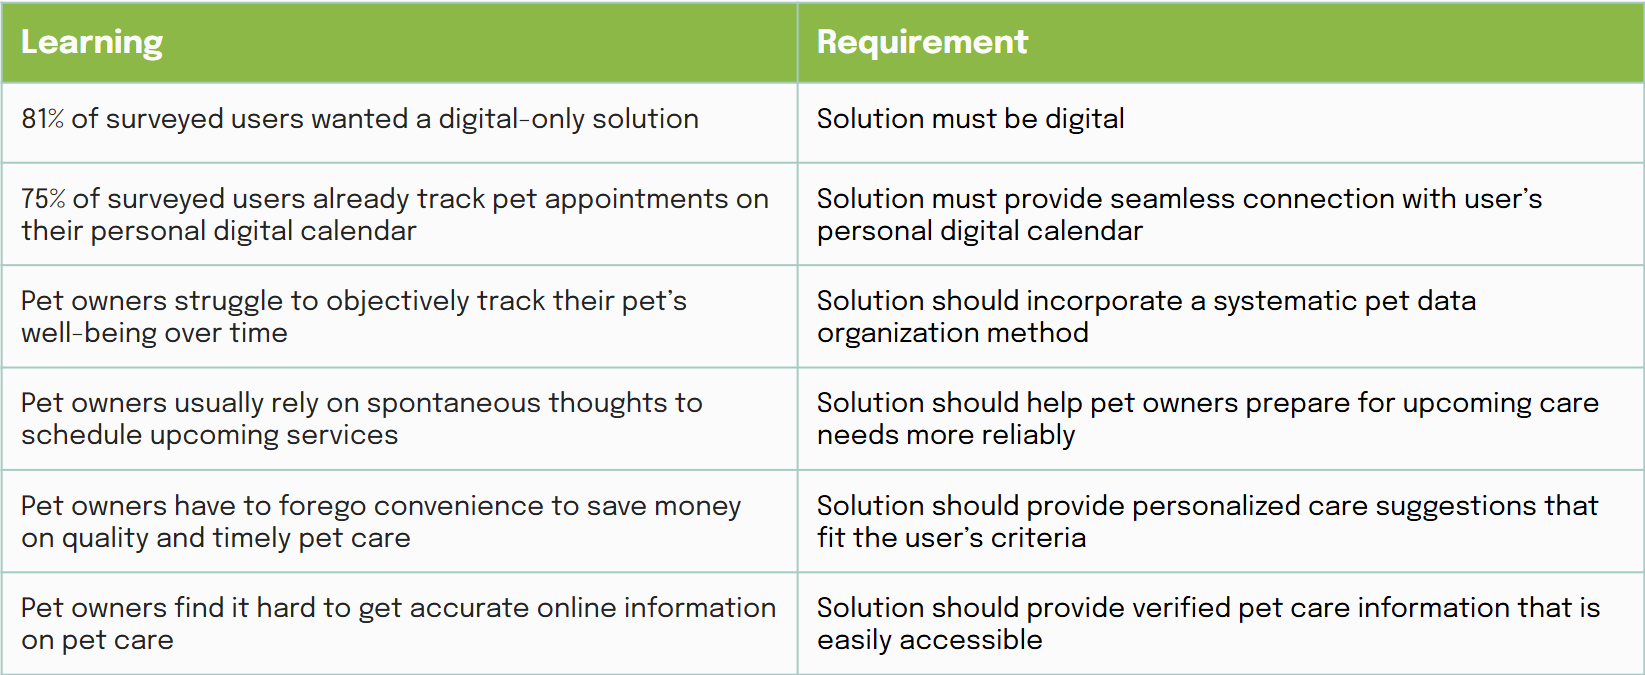 Learning
Requirement
81% of surveyed users wanted a digital-only solution
Solution must be digital
75% of surveyed users already track pet appointments on
their personal digital calendar
Solution must provide seamless connection with user's
personal digital calendar
Pet owners struggle to objectively track their pet's
well-being over time
Solution should incorporate a systematic pet data
organization method
Pet owners usually rely on spontaneous thoughts to
schedule upcoming services
Solution should help pet owners prepare for upcoming care
needs more reliably
Pet owners have to forego convenience to save money
on quality and timely pet care
Solution should provide personalized care suggestions that
fit the user's criteria
Pet owners find it hard to get accurate online information
on pet care
Solution should provide verified pet care information that is
easily accessible